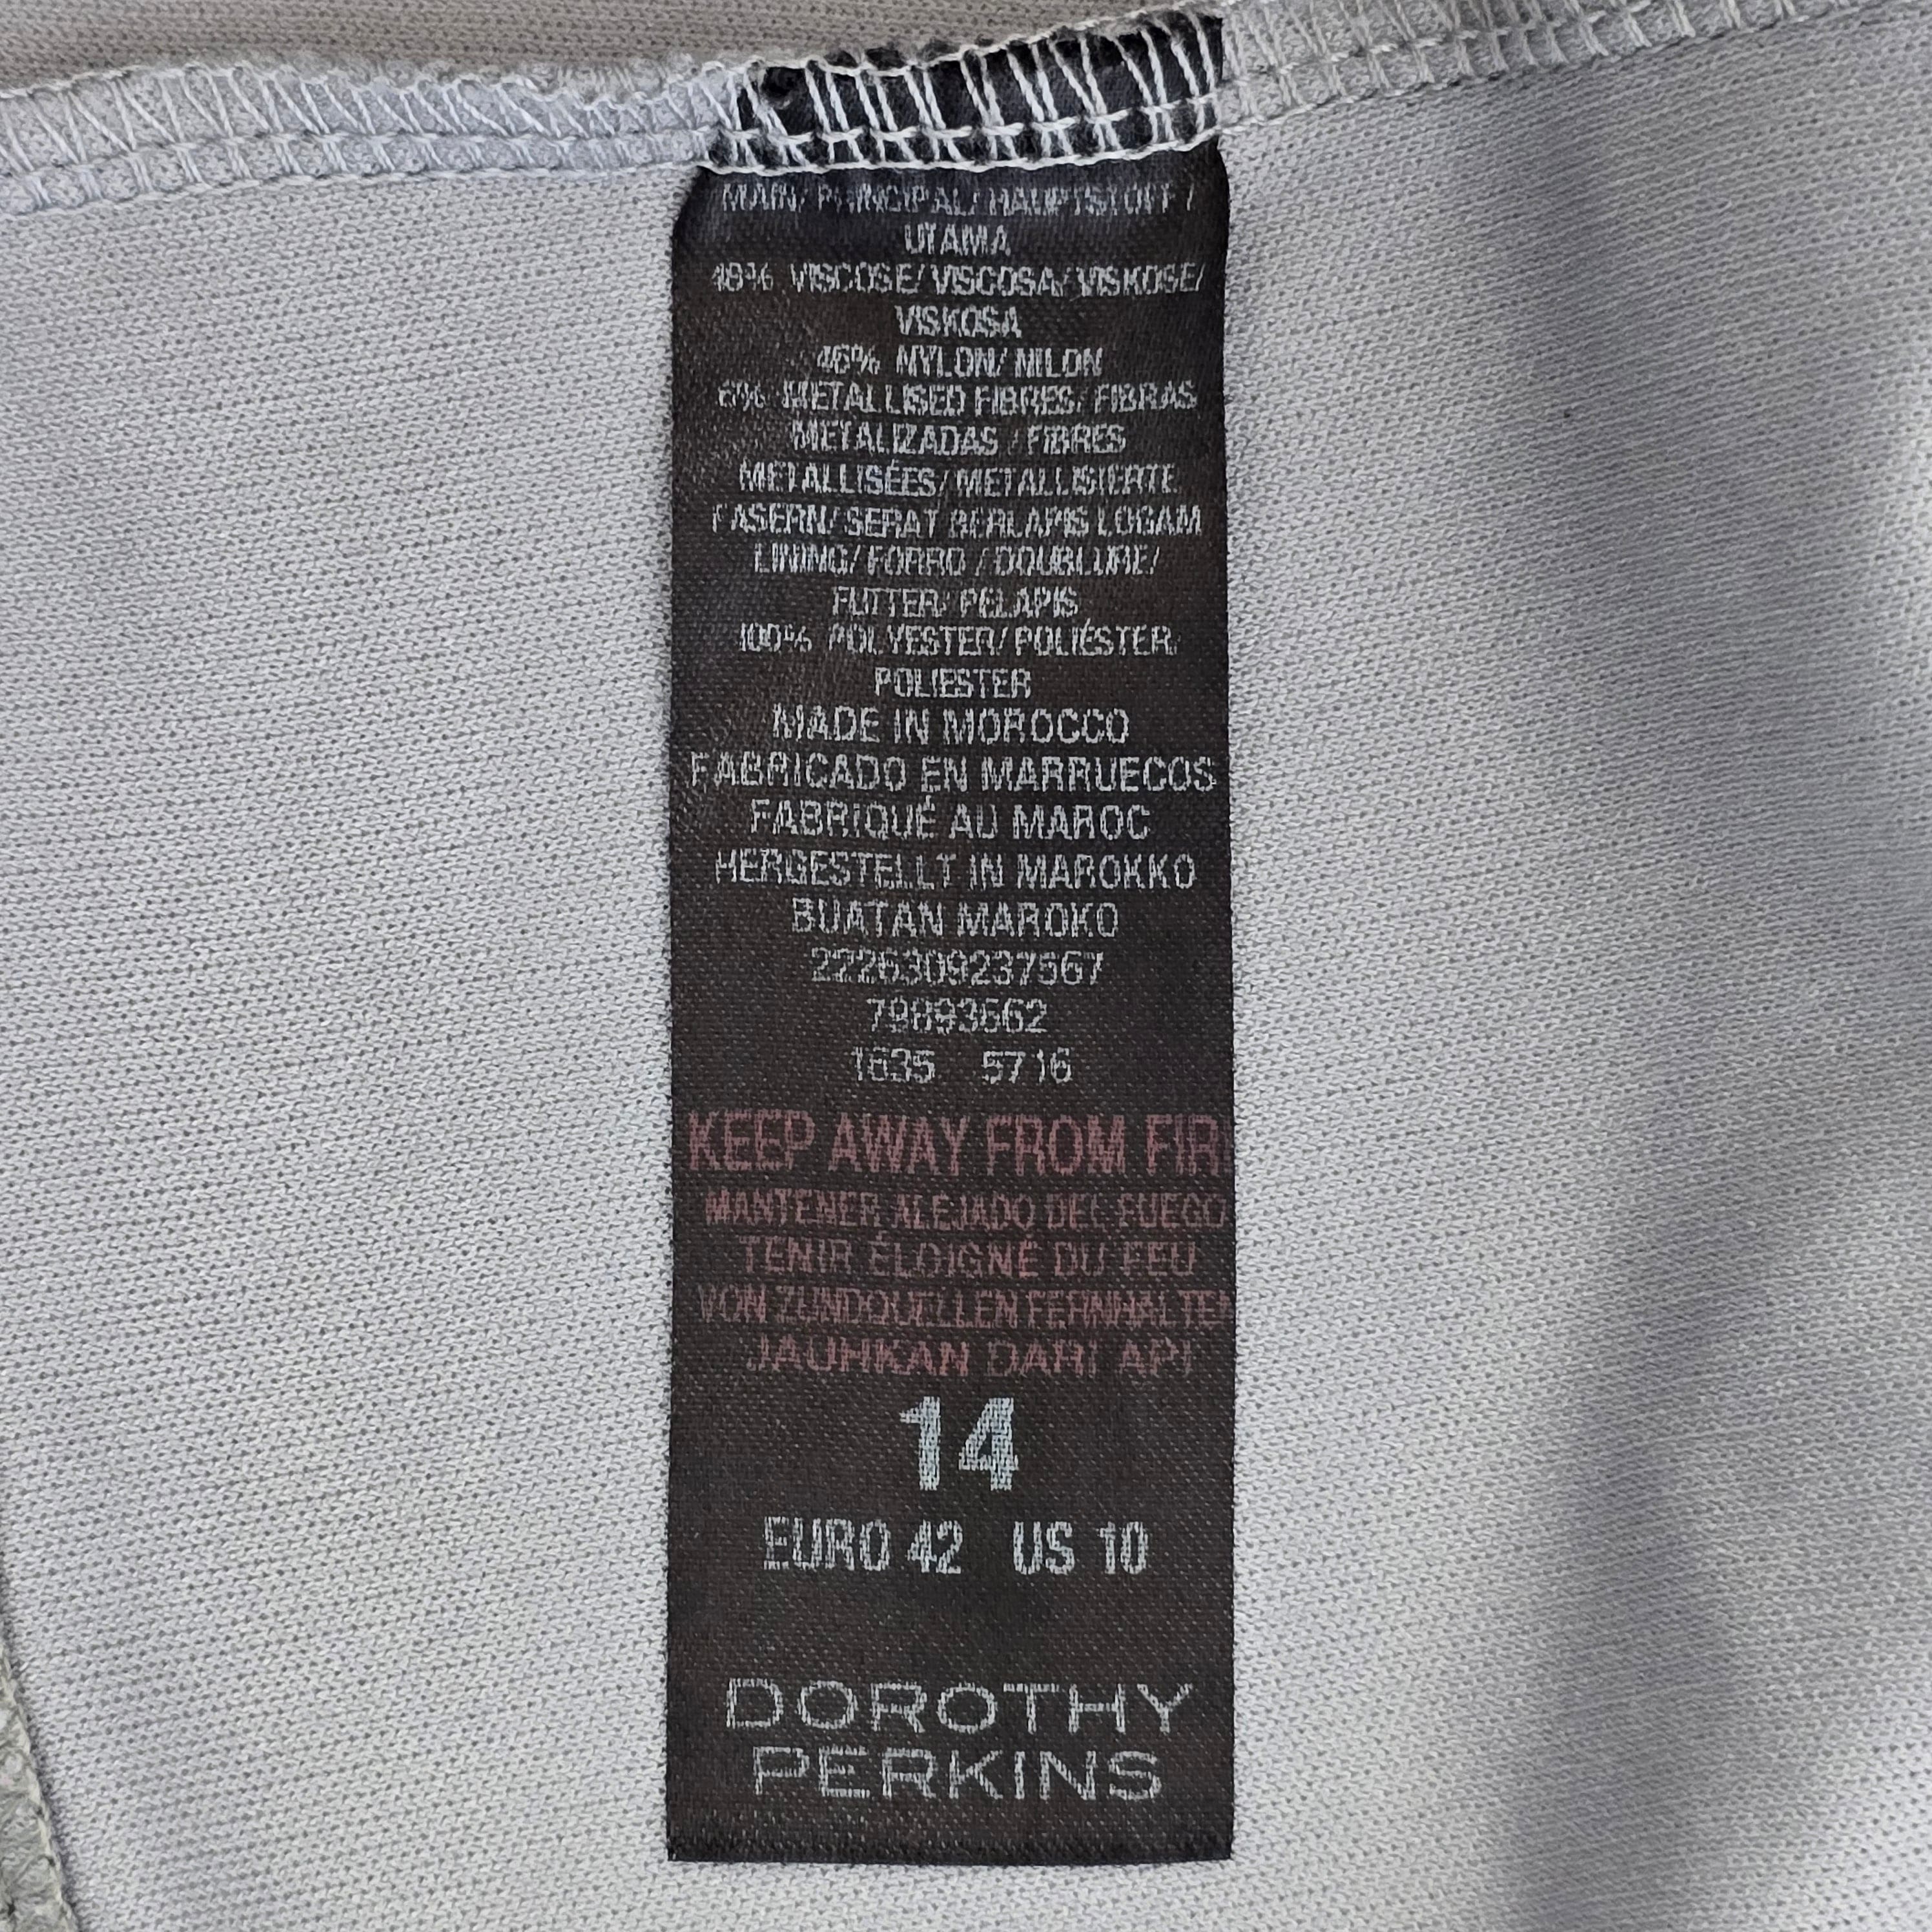 MAIN/ PRINCIPAL/ HAUPTSTOFF /
UTAMA
48% VISCOSE/ VISCOSA/ VISKOSE/
VISKOSA
46% NYLON/ NILON
6% METALLISED FIBRES/ FIBRAS
METALIZADAS / FIBRES
METALLISÉES/ METALLISIERTE
FASERN/ SERAT BERLAPIS LOGAM
LINING/ FORRO / DOUBLURE/
FUTTER/ PELAPIS
100% POLYESTER/ POLIÉSTER/
POLIESTER
MADE IN MOROCCO
FABRICADO EN MARRUECOS
FABRIQUÉ AU MAROC
HERGESTELLT IN MAROKKO
BUATAN MAROKO
2226309237567
79893662
1635 5716
KEEP AWAY FROM FIR
MANTENER ALEJADO DEL FUEGO
TENIR ÉLOIGNÉ DU FEU
VON ZÜNDQUELLEN FERNHALTEN
JAUHKAN DARI API
14
EURO 42 US 10
DOROTHY
PERKINS